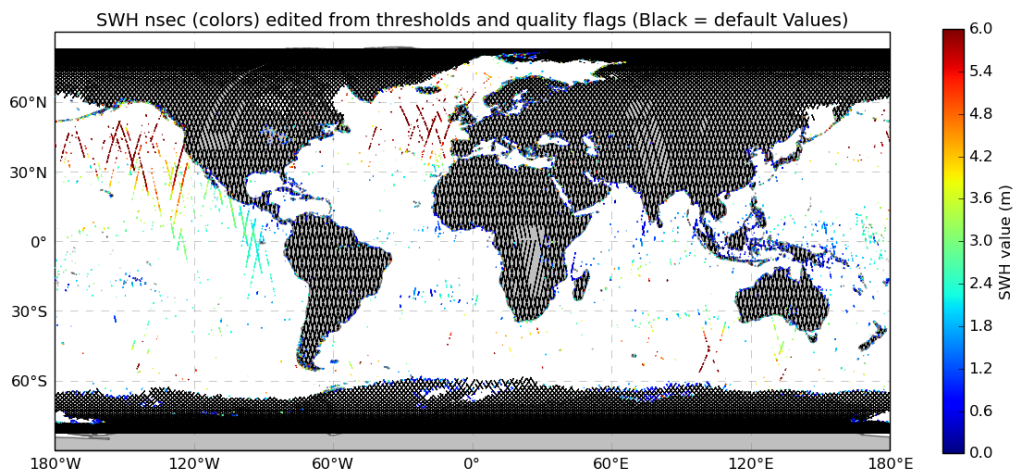 SWH nsec (colors) edited from thresholds and quality flags (Black = default Values)
60°N
30°N
0°
30°S
60°S
180°W
120°W
60°W
0°
60°E
120°E
180°E
6.0
5.4
4.8
4.2
3.6
3.0
2.4
1.8
1.2
0.6
0.0
SWH value (m)